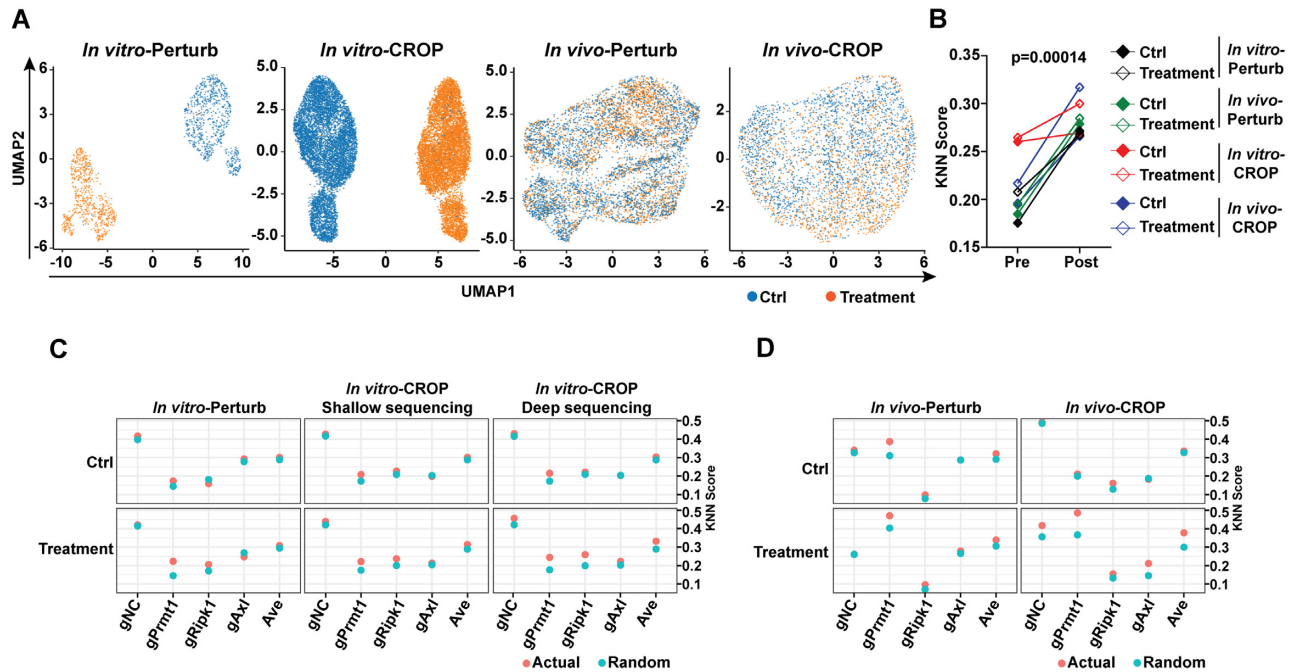 A
In vitro-Perturb
In vitro-CROP
In vivo-Perturb
In vivo-CROP
UMAP2
6
3
0
-3
-6
-10
-5
0
5
10
5.0
2.5
0
-2.5
-5.0
-5
0
5
5.0
2.5
0
-2.5
-5.0
-6
-3
0
3
6
2
0
-2
-6
-3
0
3
6
UMAP1
Ctrl
Treatment
B
p=0.00014
KNN Score
0.35
0.30
0.25
0.20
0.15
Pre
Post
Ctrl
Treatment
In vitro-
Perturb
Ctrl
Treatment
In vivo-
Perturb
Ctrl
Treatment
In vitro-
CROP
Ctrl
Treatment
In vivo-
CROP
C
In vitro-Perturb
In vitro-CROP
Shallow sequencing
In vitro-CROP
Deep sequencing
Ctrl
Treatment
0.5
0.4
0.3
0.2
0.1
KNN Score
0.5
0.4
0.3
0.2
0.1
KNN Score
gNC
gPrmt1
gRipk1
gAxl
Ave
gNC
gPrmt1
gRipk1
gAxl
Ave
gNC
gPrmt1
gRipk1
gAxl
Ave
Actual
Random
D
In vivo-Perturb
In vivo-CROP
Ctrl
Treatment
0.5
0.4
0.3
0.2
0.1
KNN Score
0.5
0.4
0.3
0.2
0.1
KNN Score
gNC
gPrmt1
gRipk1
gAxl
Ave
gNC
gPrmt1
gRipk1
gAxl
Ave
Actual
Random